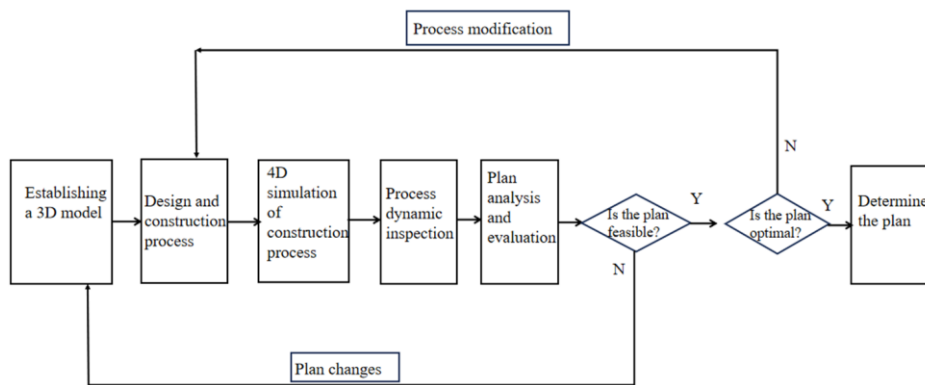 Process modification
N
Establishing
a 3D model
Design and
construction
process
4D
simulation of
construction
process
Process
dynamic
inspection
Plan
analysis and
evaluation
Is the plan
feasible?
Y
N
Is the plan
optimal?
Y
Determine
the plan
Plan changes